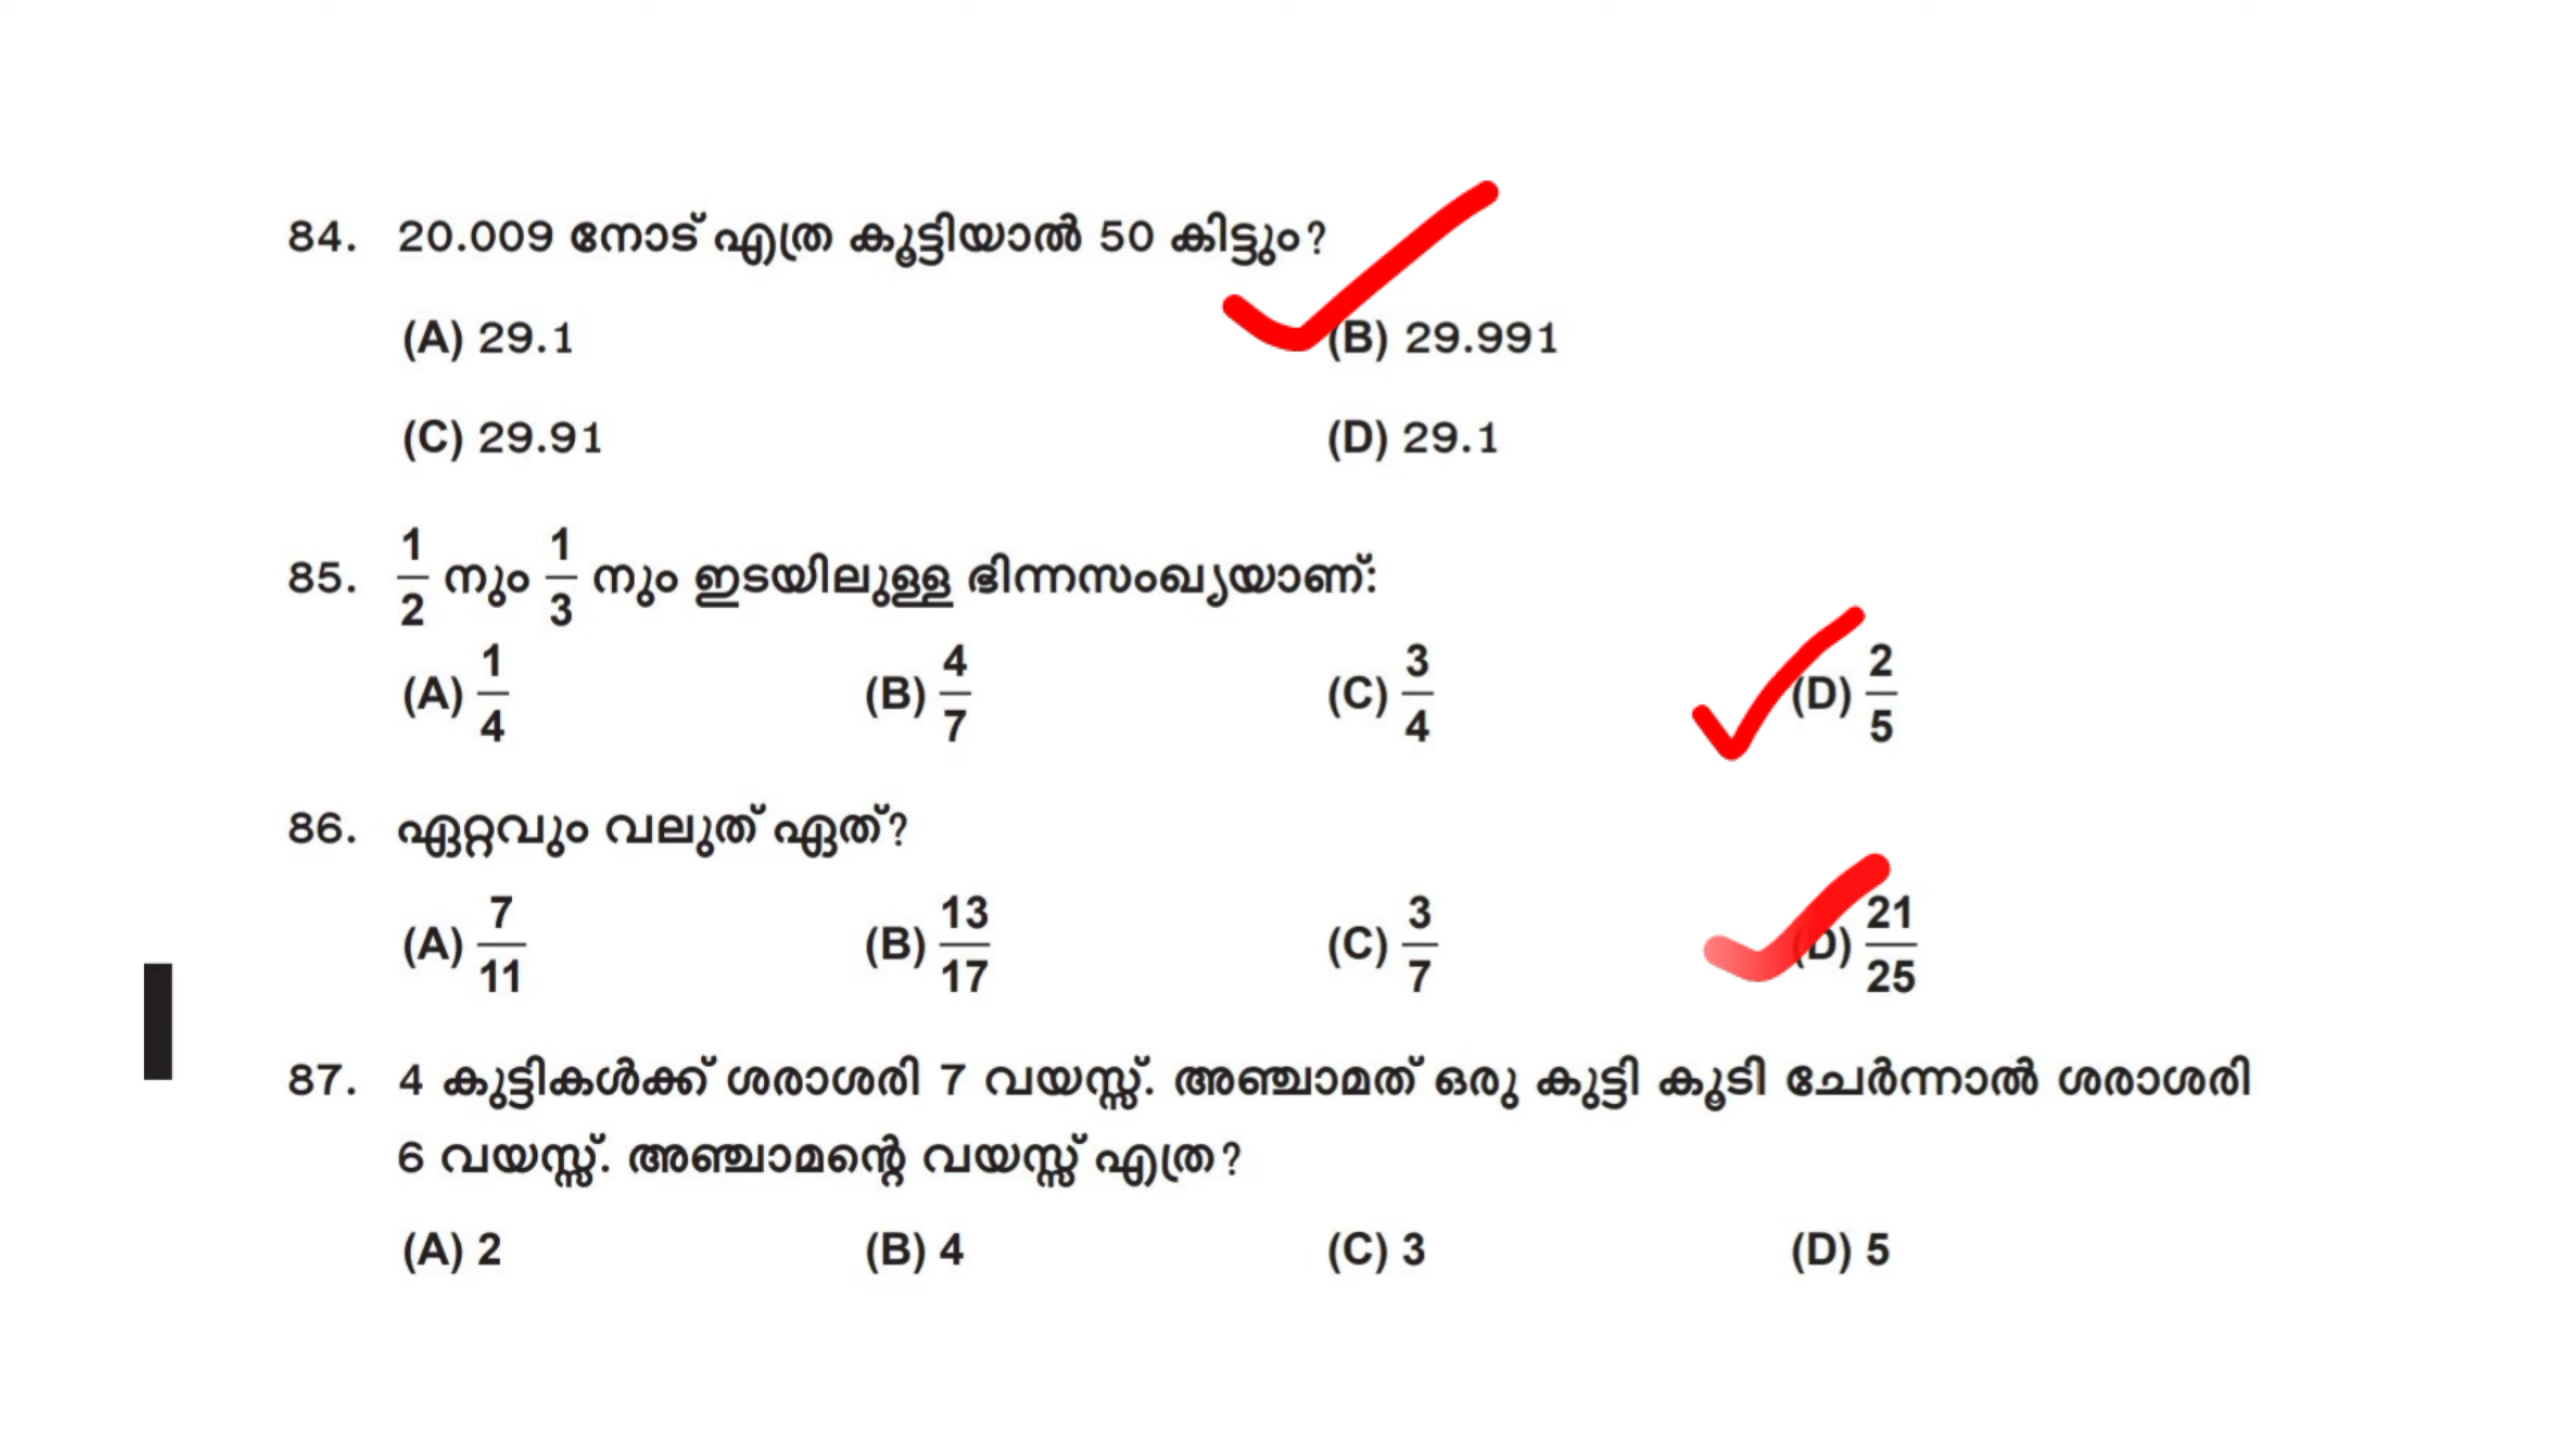 84. 20.009 നോട് എത്ര കൂട്ടിയാൽ 50 കിട്ടും?
(A) 29.1 (B) 29.991
(C) 29.91 (D) 29.1
85. 1/2 നും 1/3 നും ഇടയിലുള്ള ഭിന്നസംഖ്യയാണ്:
(A) 1/4 (B) 4/7 (C) 3/4 (D) 2/5
86. ഏറ്റവും വലുത് ഏത്?
(A) 7/11 (B) 13/17 (C) 3/7 (D) 21/25
87. 4 കുട്ടികൾക്ക് ശരാശരി 7 വയസ്സ്. അഞ്ചാമത് ഒരു കുട്ടി കൂടി ചേർന്നാൽ ശരാശരി
6 വയസ്സ്. അഞ്ചാമന്റെ വയസ്സ് എത്ര?
(A) 2 (B) 4 (C) 3 (D) 5